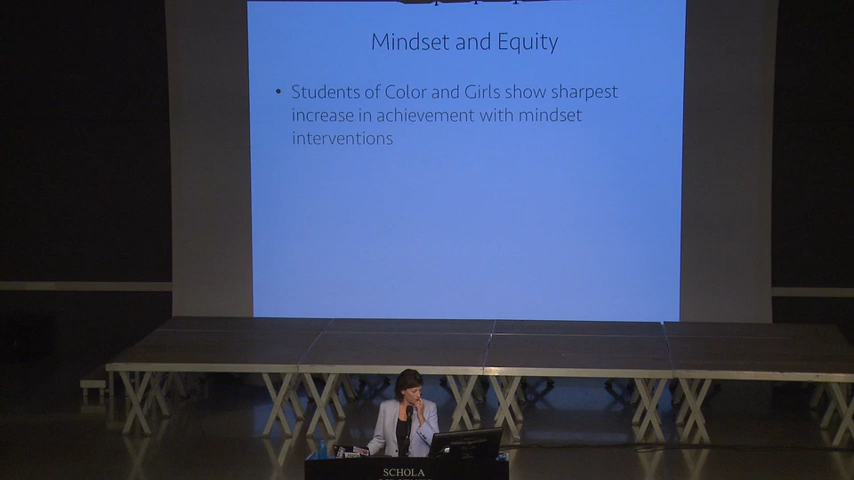 Mindset and Equity
• Students of Color and Girls show sharpest
increase in achievement with mindset
interventions
SCHOLA